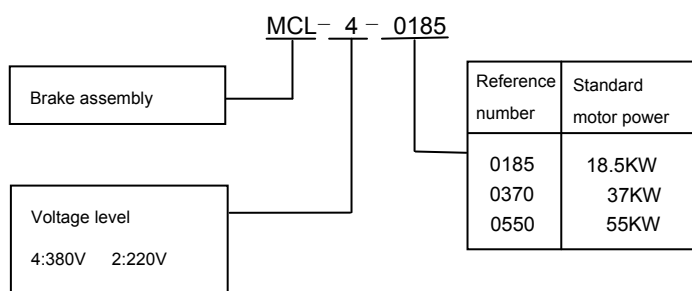 MCL－ 4－ 0185
Brake assembly
Voltage level
4:380V 2:220V
Reference number Standard motor power
0185 18.5KW
0370 37KW
0550 55KW